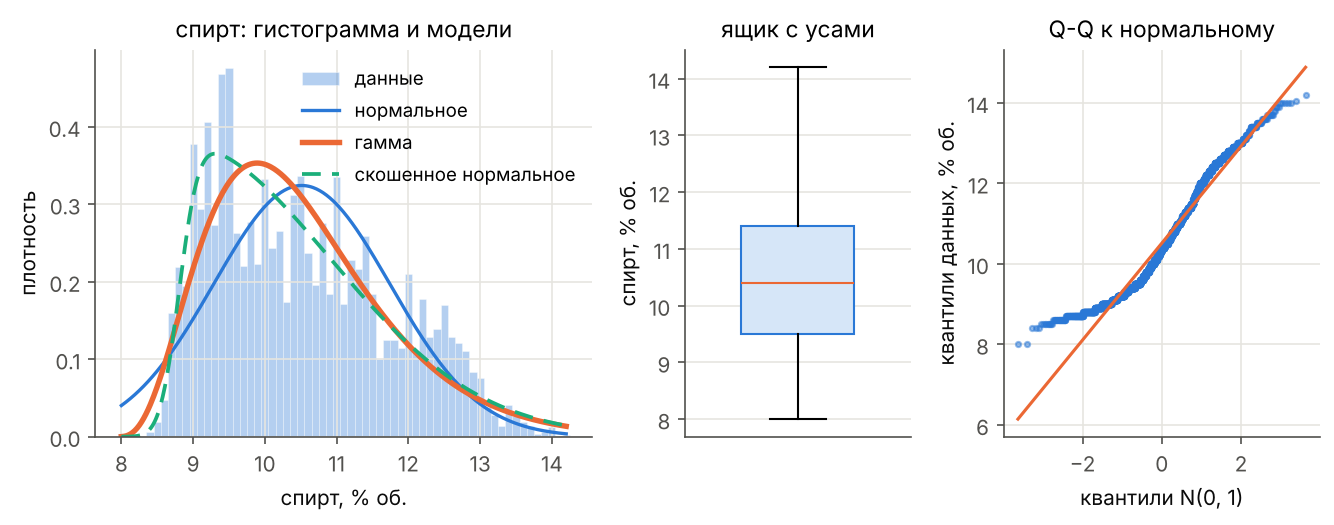 спирт: гистограмма и модели
данные
нормальное
гамма
скошенное нормальное
плотность
0.4
0.3
0.2
0.1
0.0
8 9 10 11 12 13 14
спирт, % об.
ящик с усами
спирт, % об.
14
13
12
11
10
9
8
Q-Q к нормальному
квантили данных, % об.
14
12
10
8
6
−2 0 2
квантили N(0, 1)